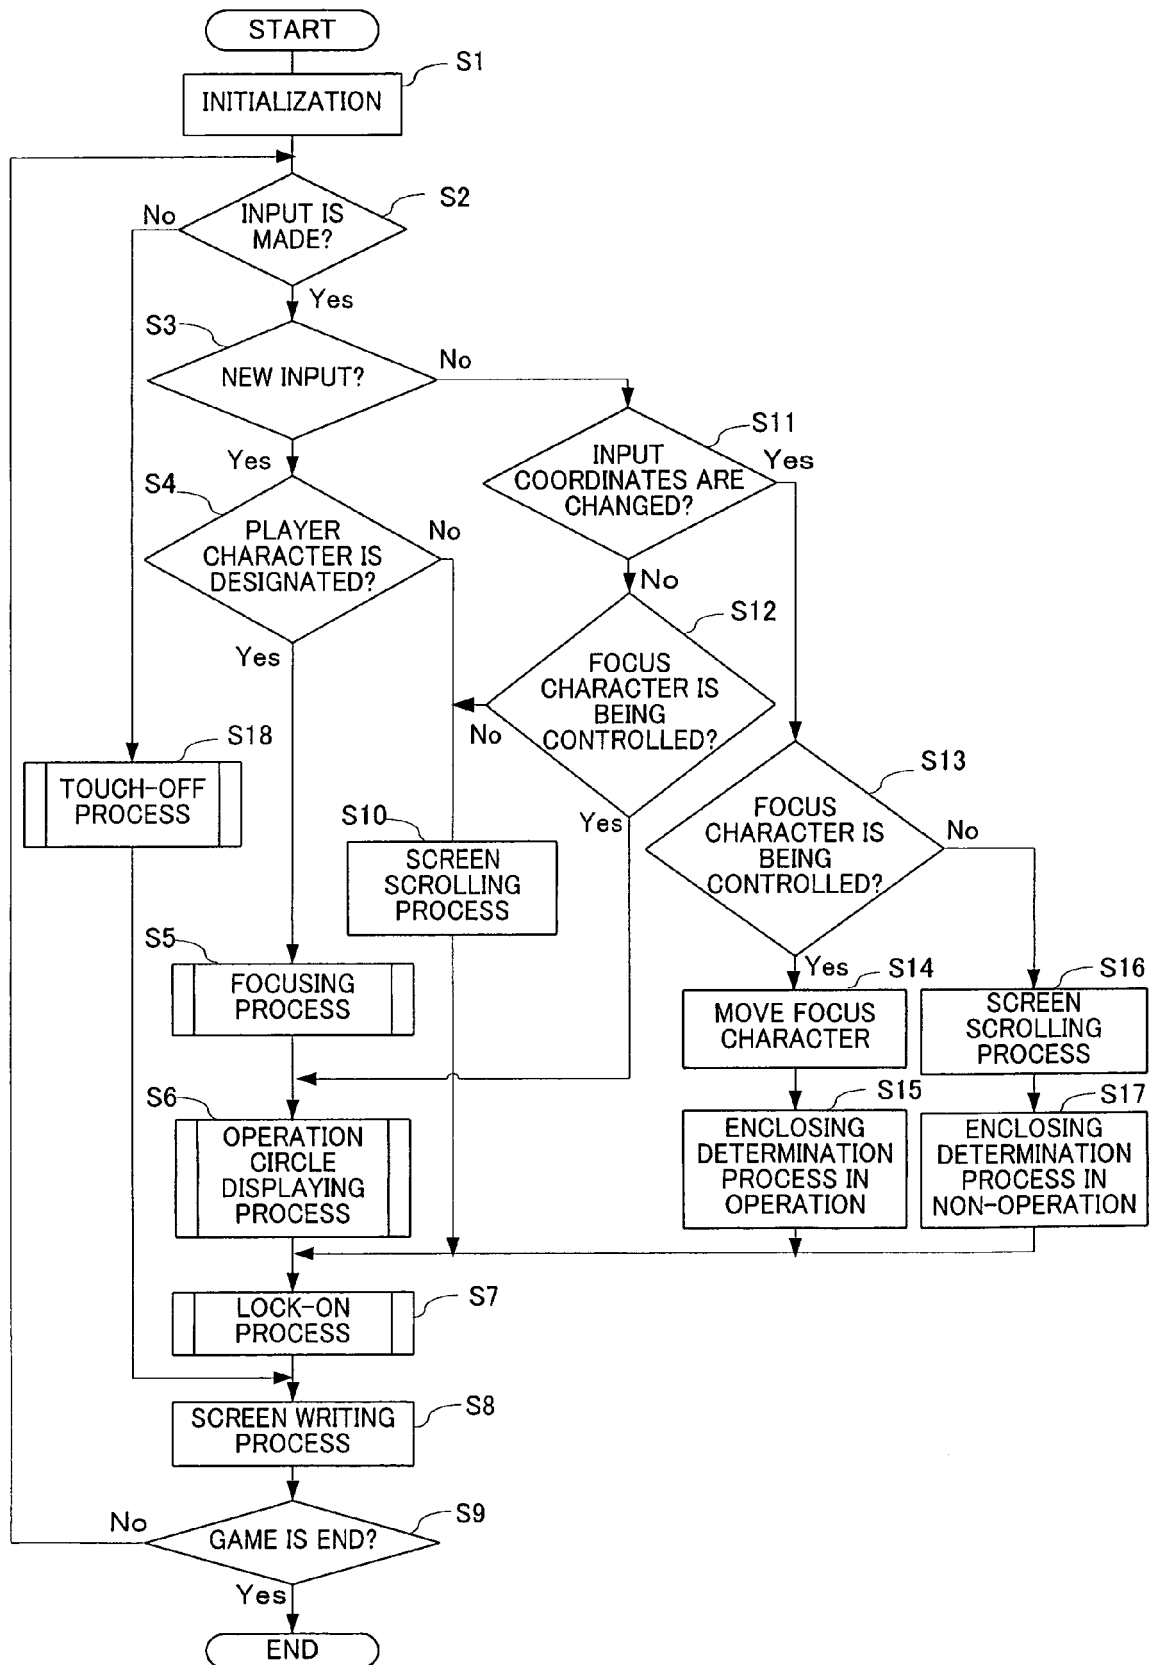 START
S1
INITIALIZATION
S2
No
INPUT IS
MADE?
Yes
S3
No
NEW INPUT?
Yes
S11
INPUT
COORDINATES ARE
CHANGED?
Yes
No
S4
No
PLAYER
CHARACTER IS
DESIGNATED?
Yes
S12
FOCUS
CHARACTER IS
BEING
CONTROLLED?
No
Yes
S18
TOUCH-OFF
PROCESS
S13
FOCUS
CHARACTER IS
BEING
CONTROLLED?
No
Yes
S10
SCREEN
SCROLLING
PROCESS
S5
FOCUSING
PROCESS
S14
MOVE FOCUS
CHARACTER
S16
SCREEN
SCROLLING
PROCESS
S6
OPERATION
CIRCLE
DISPLAYING
PROCESS
S15
ENCLOSING
DETERMINATION
PROCESS IN
OPERATION
S17
ENCLOSING
DETERMINATION
PROCESS IN
NON-OPERATION
S7
LOCK-ON
PROCESS
S8
SCREEN WRITING
PROCESS
S9
No
GAME IS END?
Yes
END